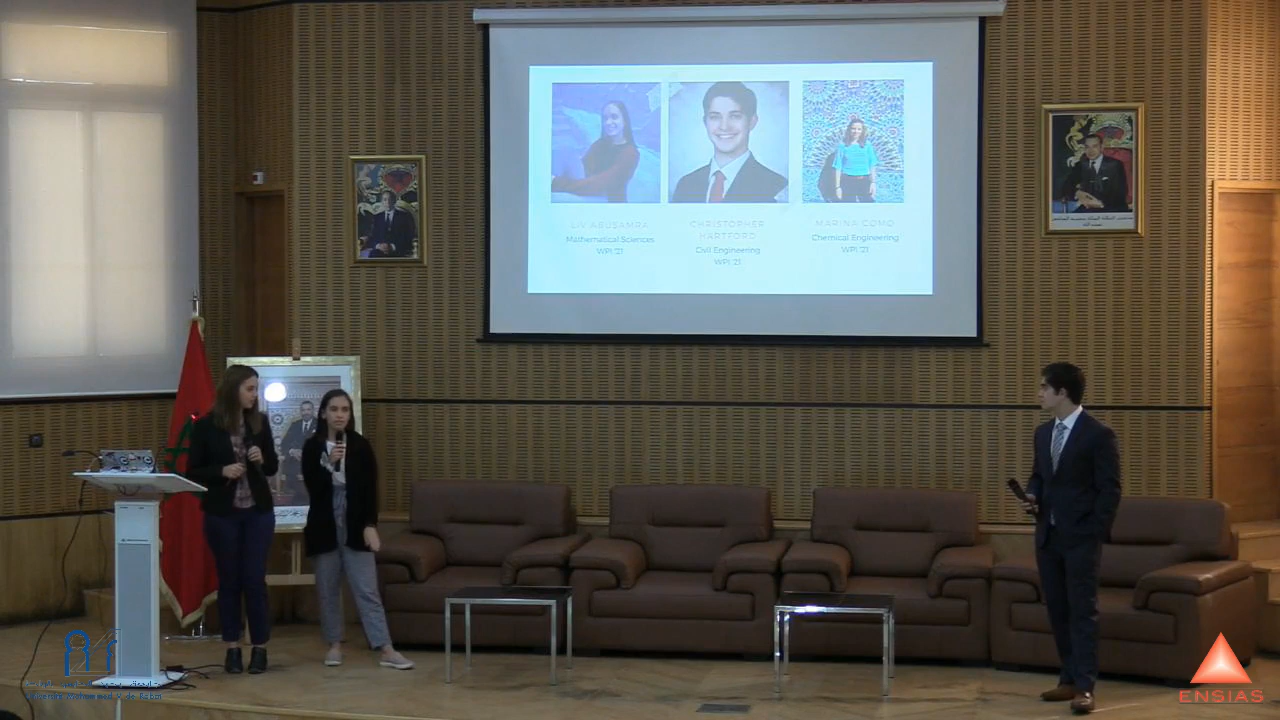 LIV ABUSAMRA
Mathematical Sciences
WPI '21
CHRISTOPHER
HARTFORD
Civil Engineering
WPI '21
MARINA COMO
Chemical Engineering
WPI '21
ENSIAS